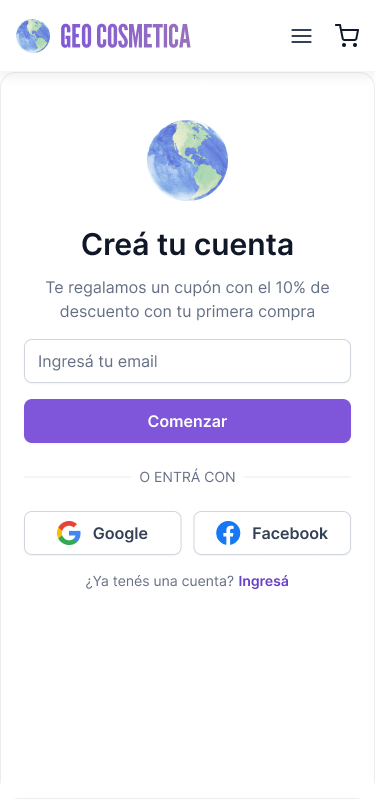 GEO COSMETICA
Creá tu cuenta
Te regalamos un cupón con el 10% de
descuento con tu primera compra
Ingresá tu email
Comenzar
O ENTRÁ CON
Google
Facebook
¿Ya tenés una cuenta? Ingresá